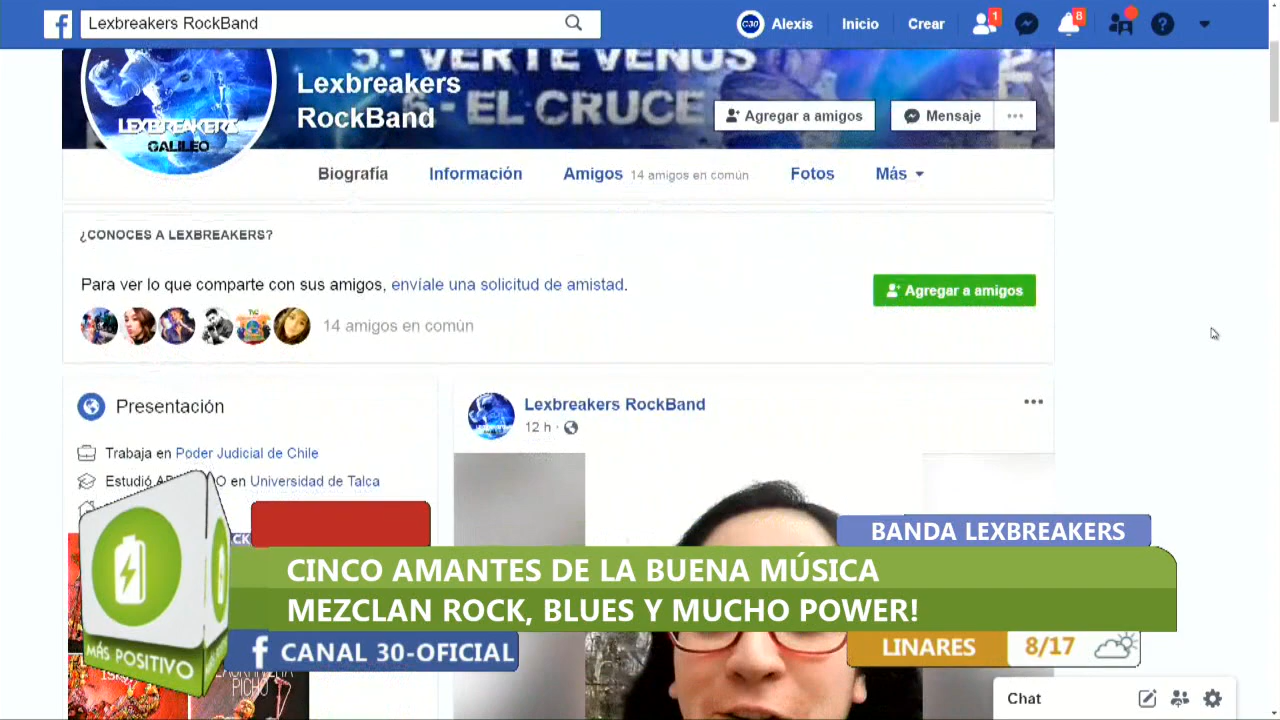 Lexbreakers RockBand
C30 Alexis Inicio Crear 1 8
5.- VERTE VENUS
6.- EL CRUCE
Lexbreakers
RockBand
LEXBREAKERS
GALILEO
Agregar a amigos
Mensaje
Biografía Información Amigos 14 amigos en común Fotos Más
¿CONOCES A LEXBREAKERS?
Para ver lo que comparte con sus amigos, envíale una solicitud de amistad.
Agregar a amigos
14 amigos en común
Presentación
Lexbreakers RockBand
12 h
Trabaja en Poder Judicial de Chile
Estudió en Universidad de Talca
BANDA LEXBREAKERS
CINCO AMANTES DE LA BUENA MÚSICA
MEZCLAN ROCK, BLUES Y MUCHO POWER!
MÁS POSITIVO
CANAL 30-OFICIAL
LINARES 8/17
PICHO
Chat